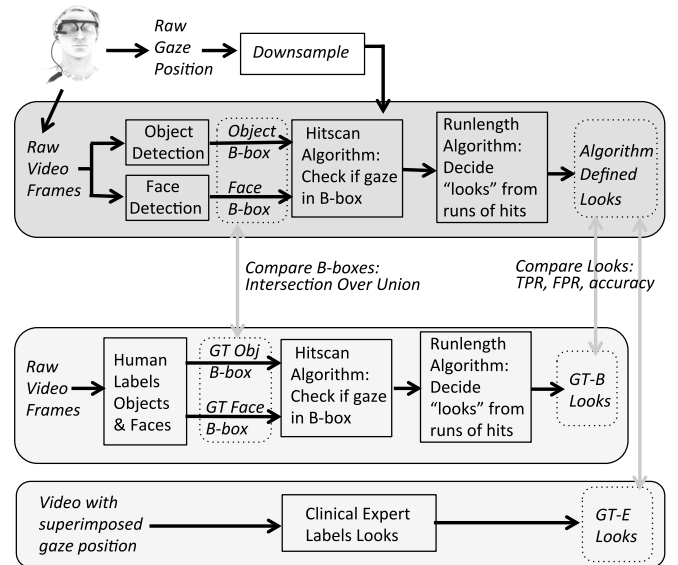 Raw
Gaze
Position
Downsample
Raw
Video
Frames
Object
Detection
Face
Detection
Object
B-box
Face
B-box
Hitscan
Algorithm:
Check if gaze
in B-box
Runlength
Algorithm:
Decide
“looks” from
runs of hits
Algorithm
Defined
Looks
Compare B-boxes:
Intersection Over Union
Compare Looks:
TPR, FPR, accuracy
Raw
Video
Frames
Human
Labels
Objects
& Faces
GT Obj
B-box
GT Face
B-box
Hitscan
Algorithm:
Check if gaze
in B-box
Runlength
Algorithm:
Decide
“looks” from
runs of hits
GT-B
Looks
Video with
superimposed
gaze position
Clinical Expert
Labels Looks
GT-E
Looks